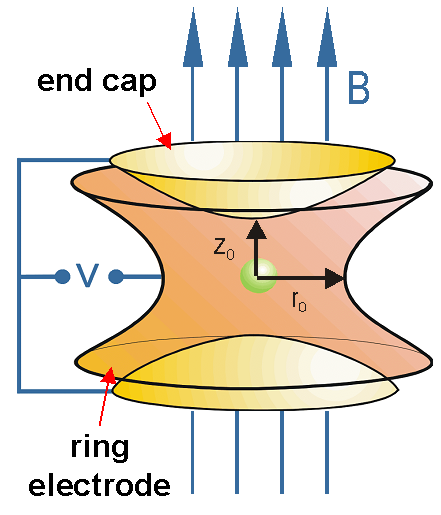 end cap
B
z₀
V
r₀
ring
electrode